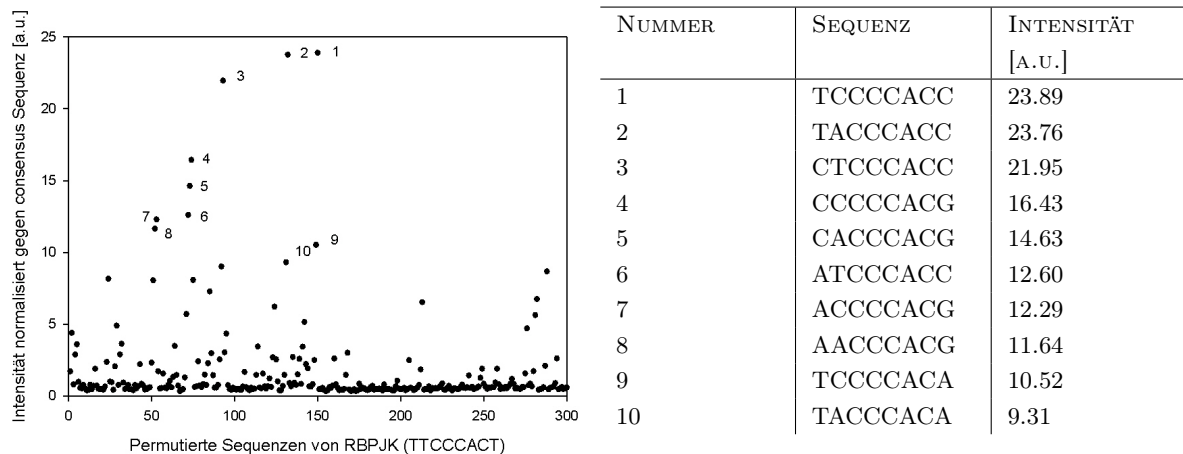 Intensität normalisiert gegen consensus Sequenz [a.u.]
25
20
15
10
5
0
1
2
3
4
5
6
7
8
9
10
0 50 100 150 200 250 300
Permutierte Sequenzen von RBPJK (TTCCCACT)
NUMMER SEQUENZ INTENSITÄT
[A.U.]
1 TCCCCACC 23.89
2 TACCCACC 23.76
3 CTCCCACC 21.95
4 CCCCCACG 16.43
5 CACCCACG 14.63
6 ATCCCACC 12.60
7 ACCCCACG 12.29
8 AACCCACG 11.64
9 TCCCCACA 10.52
10 TACCCACA 9.31